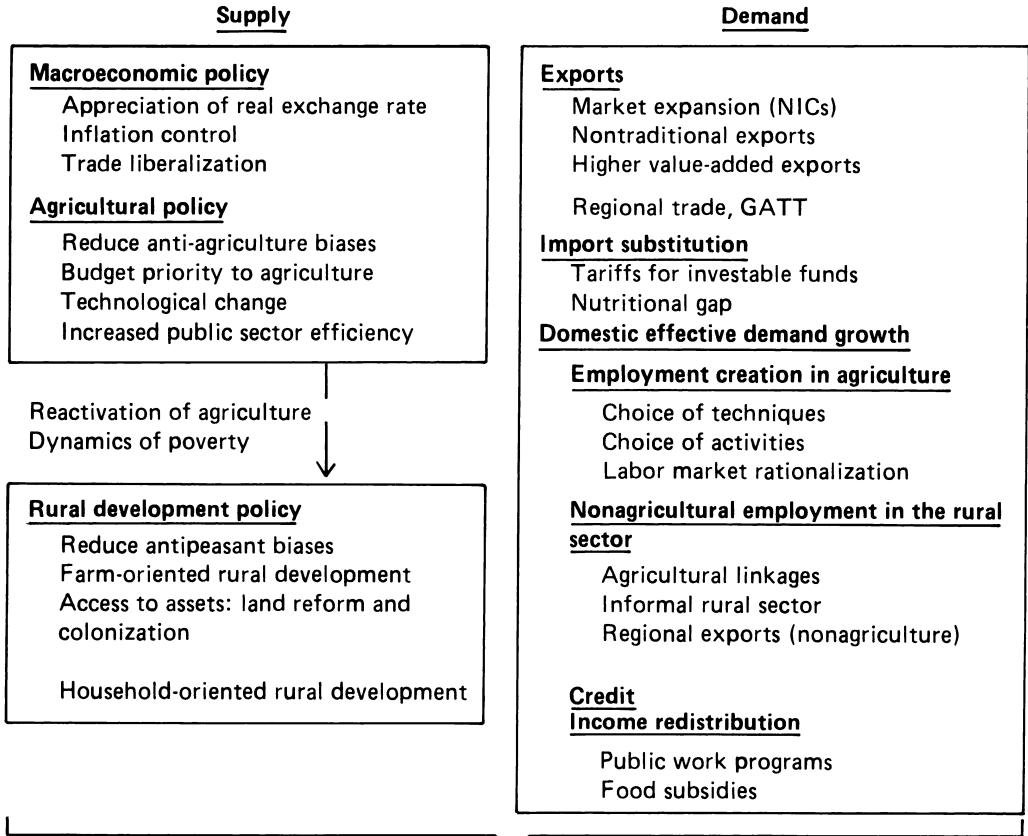 Supply
Macroeconomic policy
Appreciation of real exchange rate
Inflation control
Trade liberalization
Agricultural policy
Reduce anti-agriculture biases
Budget priority to agriculture
Technological change
Increased public sector efficiency
Reactivation of agriculture
Dynamics of poverty
Rural development policy
Reduce antipeasant biases
Farm-oriented rural development
Access to assets: land reform and
colonization
Household-oriented rural development
Demand
Exports
Market expansion (NICs)
Nontraditional exports
Higher value-added exports
Regional trade, GATT
Import substitution
Tariffs for investable funds
Nutritional gap
Domestic effective demand growth
Employment creation in agriculture
Choice of techniques
Choice of activities
Labor market rationalization
Nonagricultural employment in the rural
sector
Agricultural linkages
Informal rural sector
Regional exports (nonagriculture)
Credit
Income redistribution
Public work programs
Food subsidies